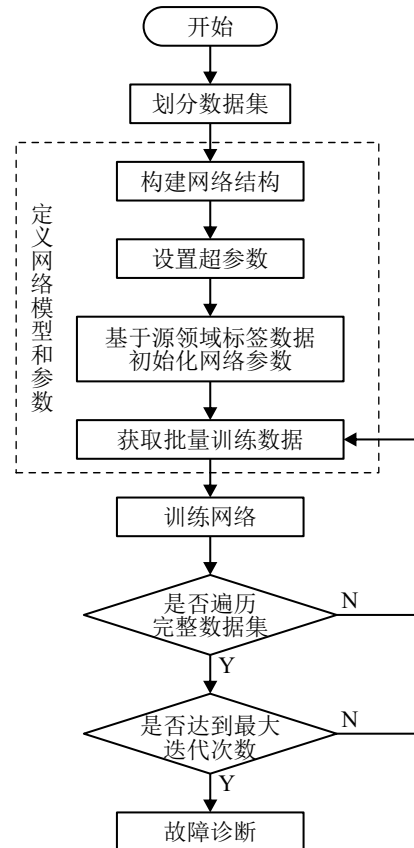 开始
划分数据集
定义网络模型和参数
构建网络结构
设置超参数
基于源领域标签数据
初始化网络参数
获取批量训练数据
训练网络
是否遍历
完整数据集
N
Y
是否达到最大
迭代次数
N
Y
故障诊断